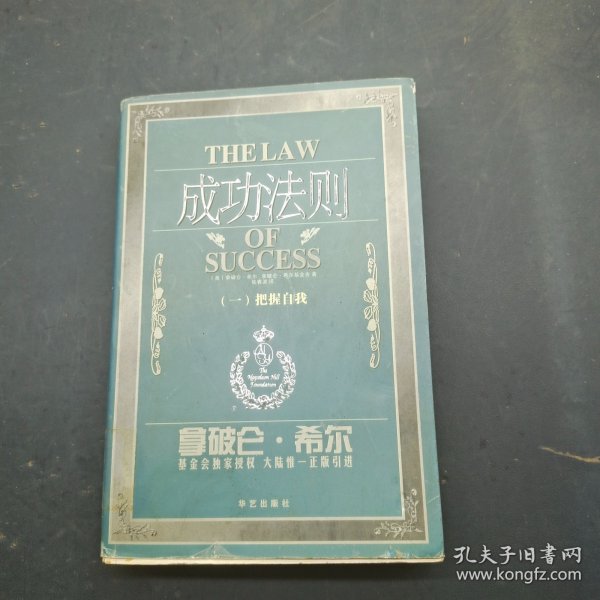 THE LAW
成功法则
OF
SUCCESS
(一)把握自我
The
Napoleon Hill
Foundation
拿破仑·希尔
基金会独家授权 大陆惟一正版引进
华艺出版社
孔夫子旧书网
www.kongfz.com